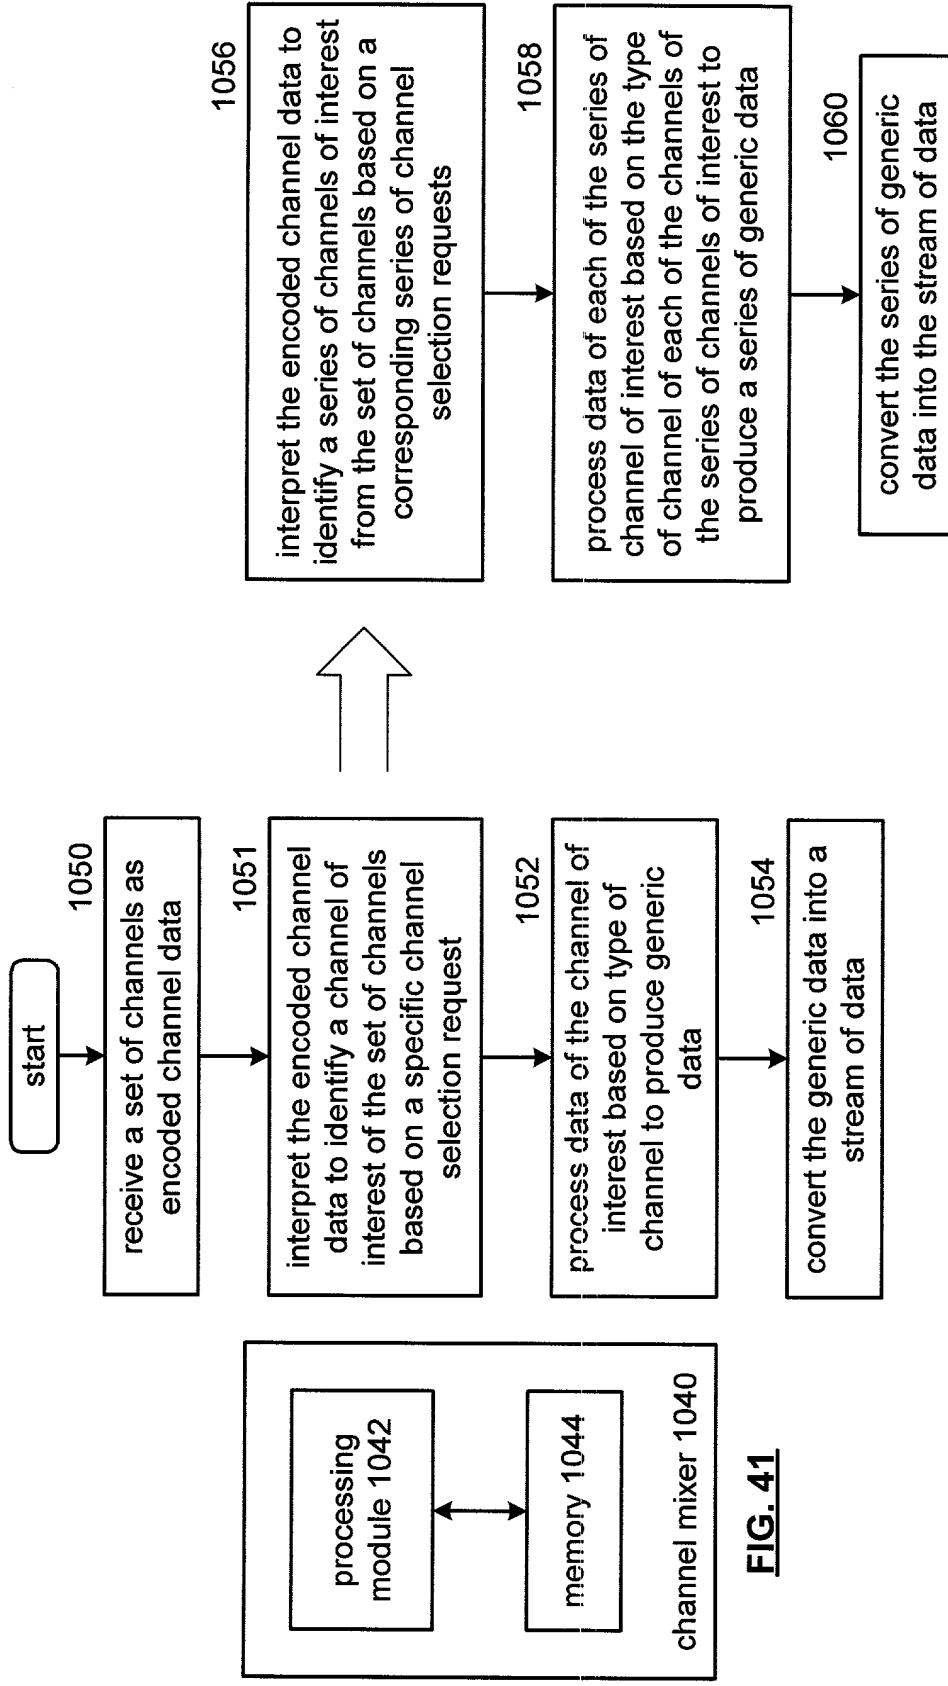 start
1050
receive a set of channels as
encoded channel data
1051
interpret the encoded channel
data to identify a channel of
interest of the set of channels
based on a specific channel
selection request
1052
process data of the channel of
interest based on type of
channel to produce generic
data
1054
convert the generic data into a
stream of data
1056
interpret the encoded channel data to
identify a series of channels of interest
from the set of channels based on a
corresponding series of channel
selection requests
1058
process data of each of the series of
channel of interest based on the type
of channel of each of the channels of
the series of channels of interest to
produce a series of generic data
1060
convert the series of generic
data into the stream of data
processing
module 1042
memory 1044
channel mixer 1040
FIG. 41